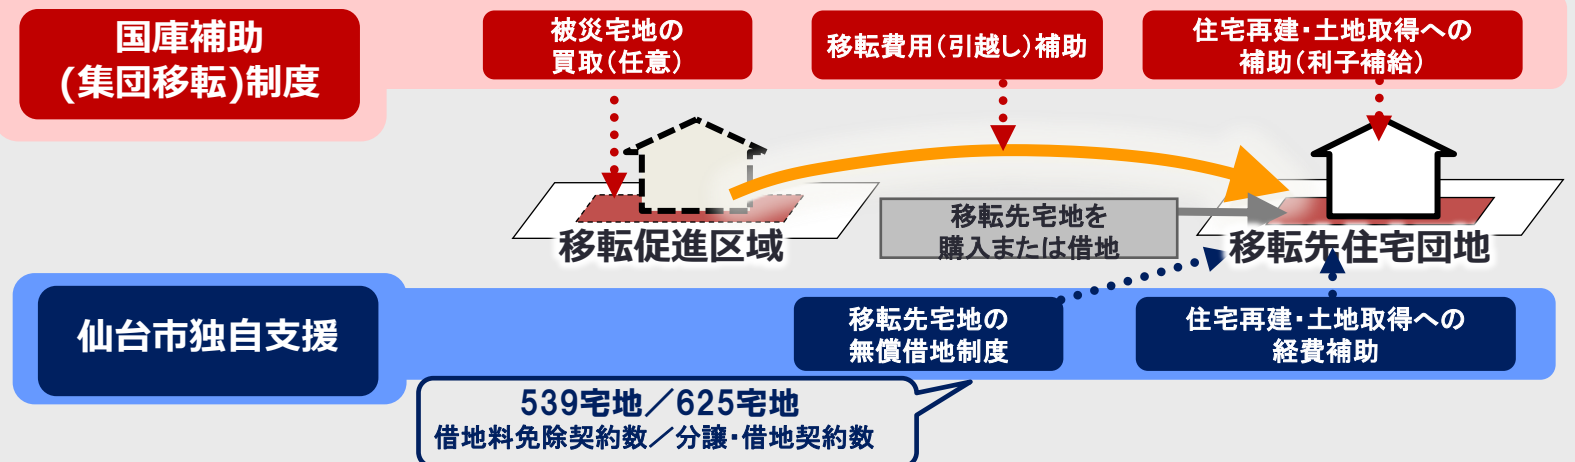 国庫補助
(集団移転)制度
被災宅地の
買取(任意)
移転費用(引越し)補助
住宅再建・土地取得への
補助(利子補給)
移転促進区域
移転先宅地を
購入または借地
移転先住宅団地
仙台市独自支援
移転先宅地の
無償借地制度
住宅再建・土地取得への
経費補助
539宅地／625宅地
借地料免除契約数／分譲・借地契約数